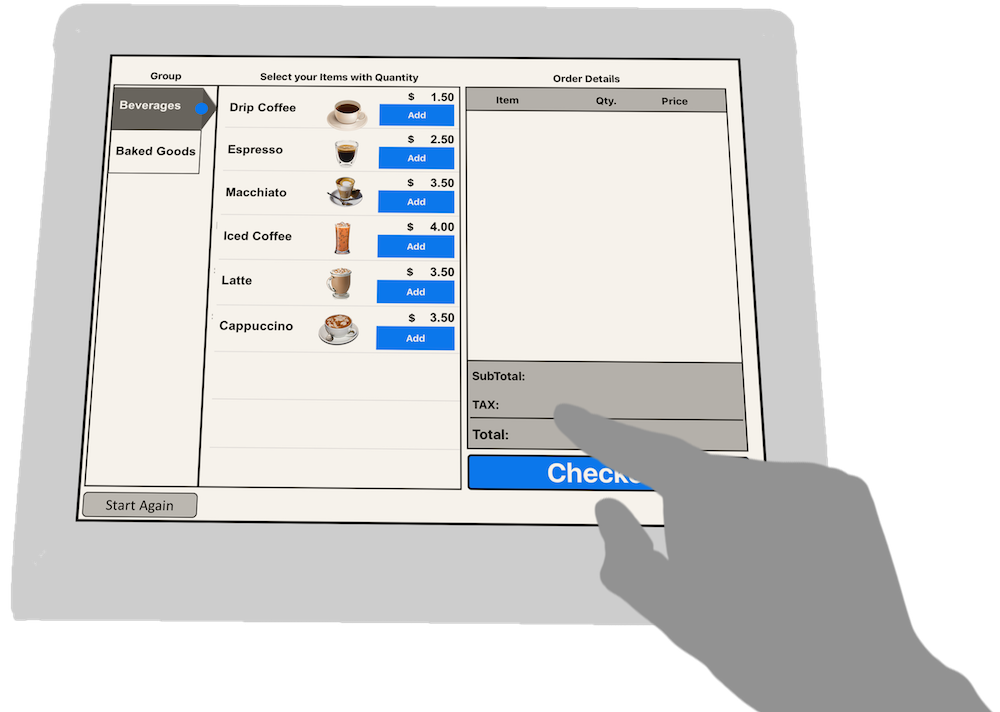 Group
Select your Items with Quantity
Order Details
Beverages
Baked Goods
Drip Coffee
$ 1.50
Add
Espresso
$ 2.50
Add
Macchiato
$ 3.50
Add
Iced Coffee
$ 4.00
Add
Latte
$ 3.50
Add
Cappuccino
$ 3.50
Add
Item Qty. Price
SubTotal:
TAX:
Total:
Start Again